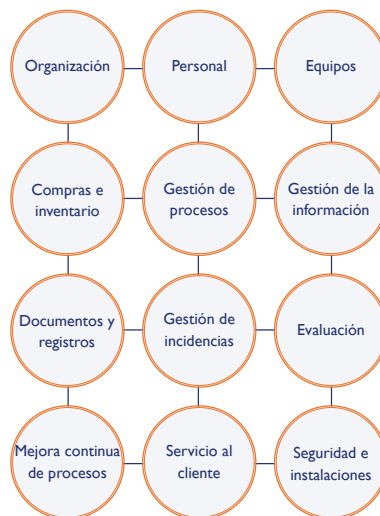 Organización
Personal
Equipos
Compras e
inventario
Gestión de
procesos
Gestión de la
información
Documentos y
registros
Gestión de
incidencias
Evaluación
Mejora continua
de procesos
Servicio al
cliente
Seguridad e
instalaciones